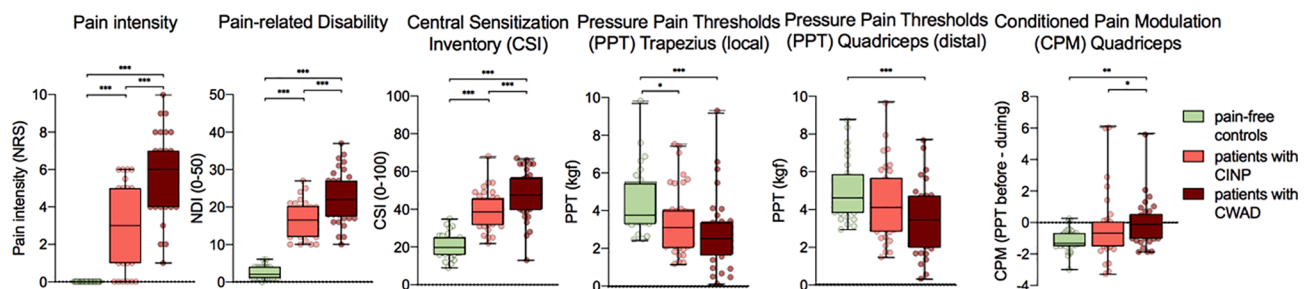 Pain intensity
Pain-related Disability
Central Sensitization
Inventory (CSI)
Pressure Pain Thresholds
(PPT) Trapezius (local)
Pressure Pain Thresholds
(PPT) Quadriceps (distal)
Conditioned Pain Modulation
(CPM) Quadriceps
Pain intensity (NRS)
***
***
***
10
8
6
4
2
0
NDI (0-50)
***
***
***
50
40
30
20
10
0
CSI (0-100)
***
***
***
100
80
60
40
20
0
PPT (kgf)
***
*
10
8
6
4
2
0
PPT (kgf)
***
10
8
6
4
2
0
CPM (PPT before - during)
**
*
8
6
4
2
0
-2
-4
pain-free
controls
patients with
CINP
patients with
CWAD